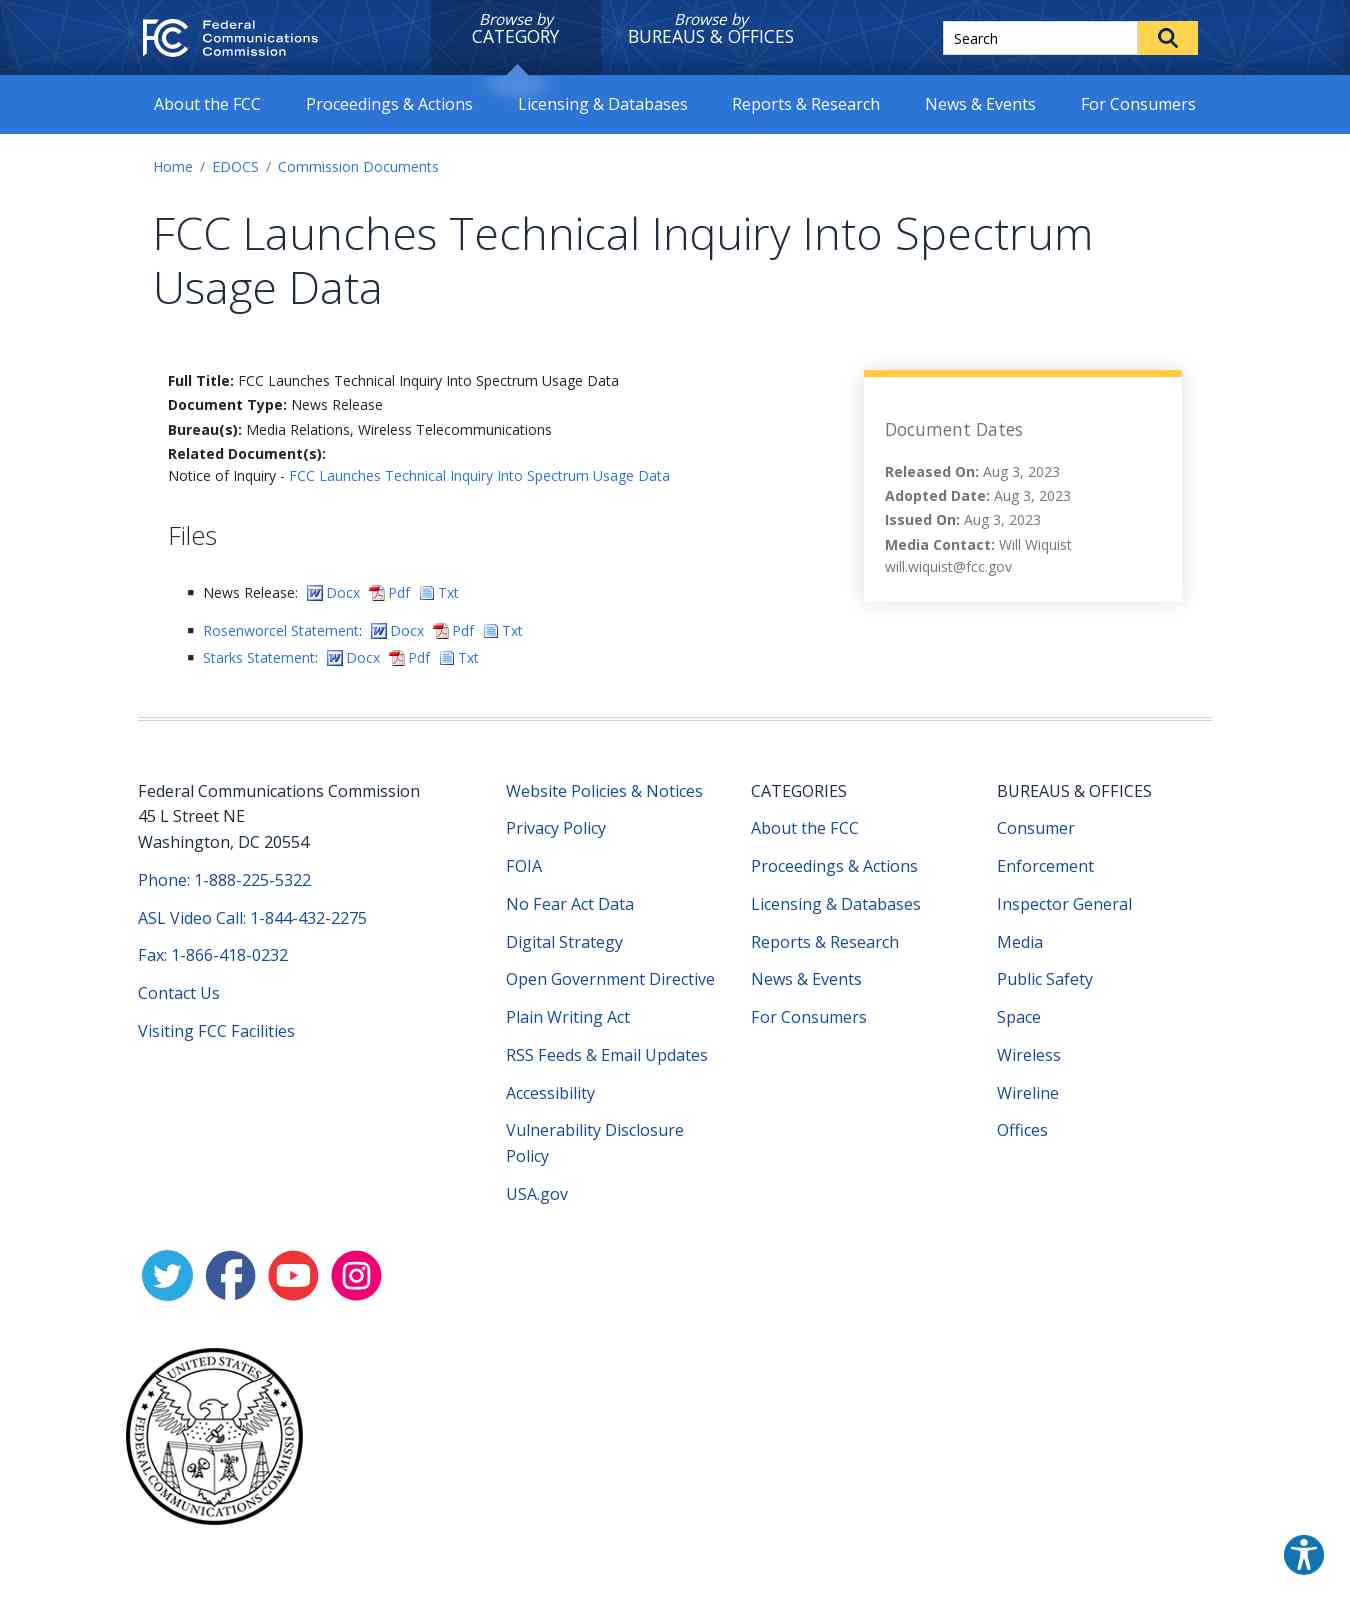 FCC Federal Communications Commission
Browse by
CATEGORY
Browse by
BUREAUS & OFFICES
Search
About the FCC
Proceedings & Actions
Licensing & Databases
Reports & Research
News & Events
For Consumers
Home / EDOCS / Commission Documents
FCC Launches Technical Inquiry Into Spectrum
Usage Data
Full Title: FCC Launches Technical Inquiry Into Spectrum Usage Data
Document Type: News Release
Bureau(s): Media Relations, Wireless Telecommunications
Related Document(s):
Notice of Inquiry - FCC Launches Technical Inquiry Into Spectrum Usage Data
Files
News Release: Docx Pdf Txt
Rosenworcel Statement: Docx Pdf Txt
Starks Statement: Docx Pdf Txt
Document Dates
Released On: Aug 3, 2023
Adopted Date: Aug 3, 2023
Issued On: Aug 3, 2023
Media Contact: Will Wiquist
will.wiquist@fcc.gov
Federal Communications Commission
45 L Street NE
Washington, DC 20554
Phone: 1-888-225-5322
ASL Video Call: 1-844-432-2275
Fax: 1-866-418-0232
Contact Us
Visiting FCC Facilities
Website Policies & Notices
Privacy Policy
FOIA
No Fear Act Data
Digital Strategy
Open Government Directive
Plain Writing Act
RSS Feeds & Email Updates
Accessibility
Vulnerability Disclosure
Policy
USA.gov
CATEGORIES
About the FCC
Proceedings & Actions
Licensing & Databases
Reports & Research
News & Events
For Consumers
BUREAUS & OFFICES
Consumer
Enforcement
Inspector General
Media
Public Safety
Space
Wireless
Wireline
Offices
UNITED STATES
FEDERAL COMMUNICATIONS COMMISSION